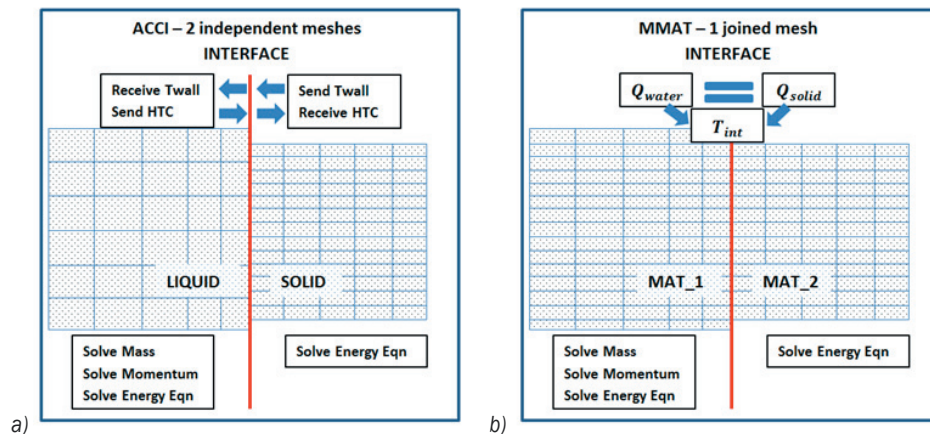 ACCI – 2 independent meshes
INTERFACE
Receive Twall
Send HTC
Send Twall
Receive HTC
LIQUID
SOLID
Solve Mass
Solve Momentum
Solve Energy Eqn
Solve Energy Eqn
a)
MMAT – 1 joined mesh
INTERFACE
Q_water
Q_solid
T_int
MAT_1
MAT_2
Solve Mass
Solve Momentum
Solve Energy Eqn
Solve Energy Eqn
b)